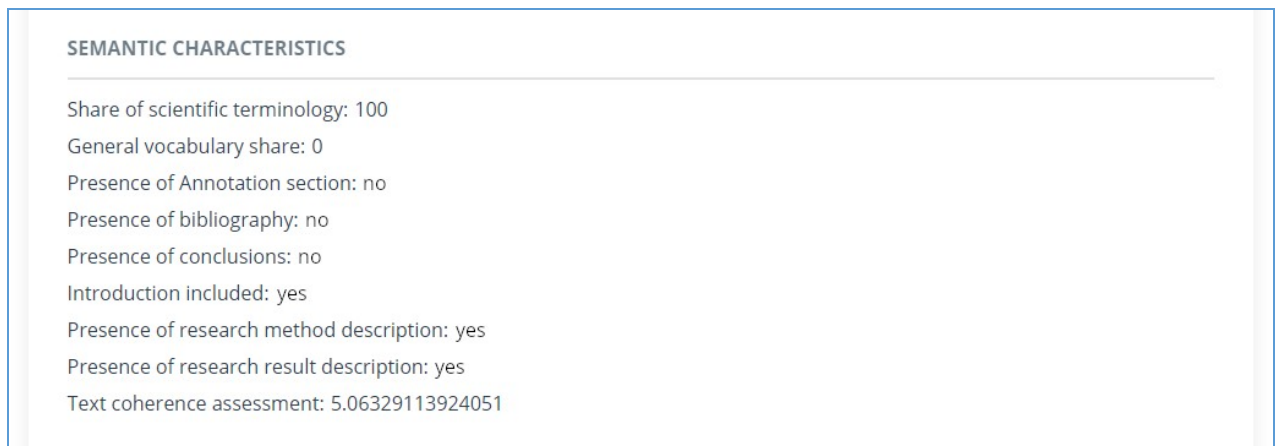 SEMANTIC CHARACTERISTICS
Share of scientific terminology: 100
General vocabulary share: 0
Presence of Annotation section: no
Presence of bibliography: no
Presence of conclusions: no
Introduction included: yes
Presence of research method description: yes
Presence of research result description: yes
Text coherence assessment: 5.06329113924051